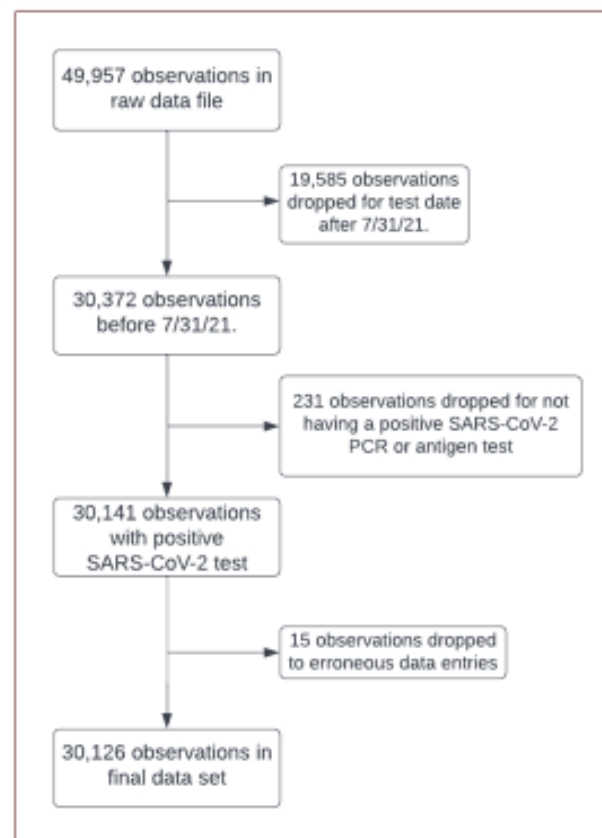 49,957 observations in
raw data file
19,585 observations
dropped for test date
after 7/31/21.
30,372 observations
before 7/31/21.
231 observations dropped for not
having a positive SARS-CoV-2
PCR or antigen test
30,141 observations
with positive
SARS-CoV-2 test
15 observations dropped
to erroneous data entries
30,126 observations in
final data set